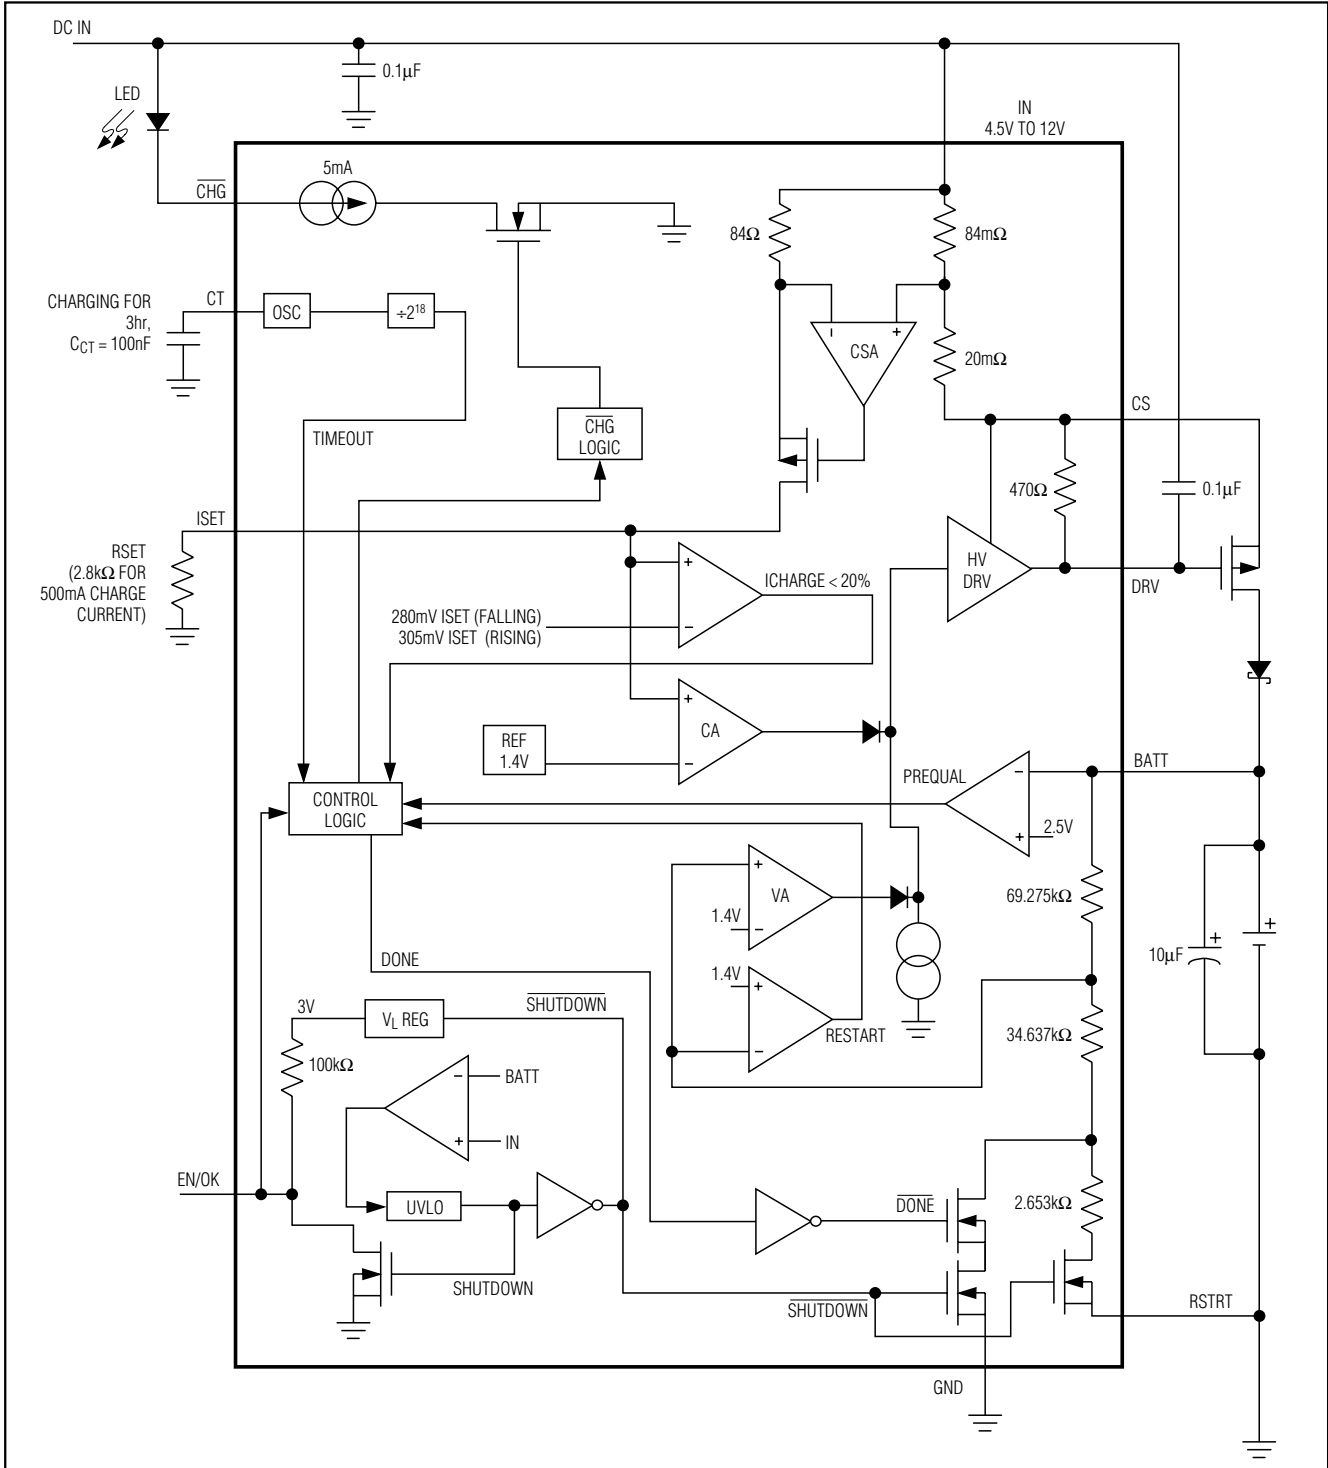 DC IN
0.1µF
LED
IN
4.5V TO 12V
5mA
CHG
84Ω
84mΩ
CT
CHARGING FOR
3hr,
CCT = 100nF
OSC
÷2¹⁸
-
+
CSA
20mΩ
CS
TIMEOUT
CHG
LOGIC
470Ω
0.1µF
ISET
RSET
(2.8kΩ FOR
500mA CHARGE
CURRENT)
+
ICHARGE < 20%
HV
DRV
DRV
280mV ISET (FALLING)
305mV ISET (RISING)
-
+
CA
REF
1.4V
-
BATT
PREQUAL
-
CONTROL
LOGIC
+
2.5V
+
VA
69.275kΩ
1.4V
-
+
10µF
+
DONE
1.4V
+
SHUTDOWN
3V
VL REG
RESTART
34.637kΩ
-
100kΩ
-
BATT
+
IN
EN/OK
UVLO
DONE
2.653kΩ
SHUTDOWN
SHUTDOWN
RSTRT
GND